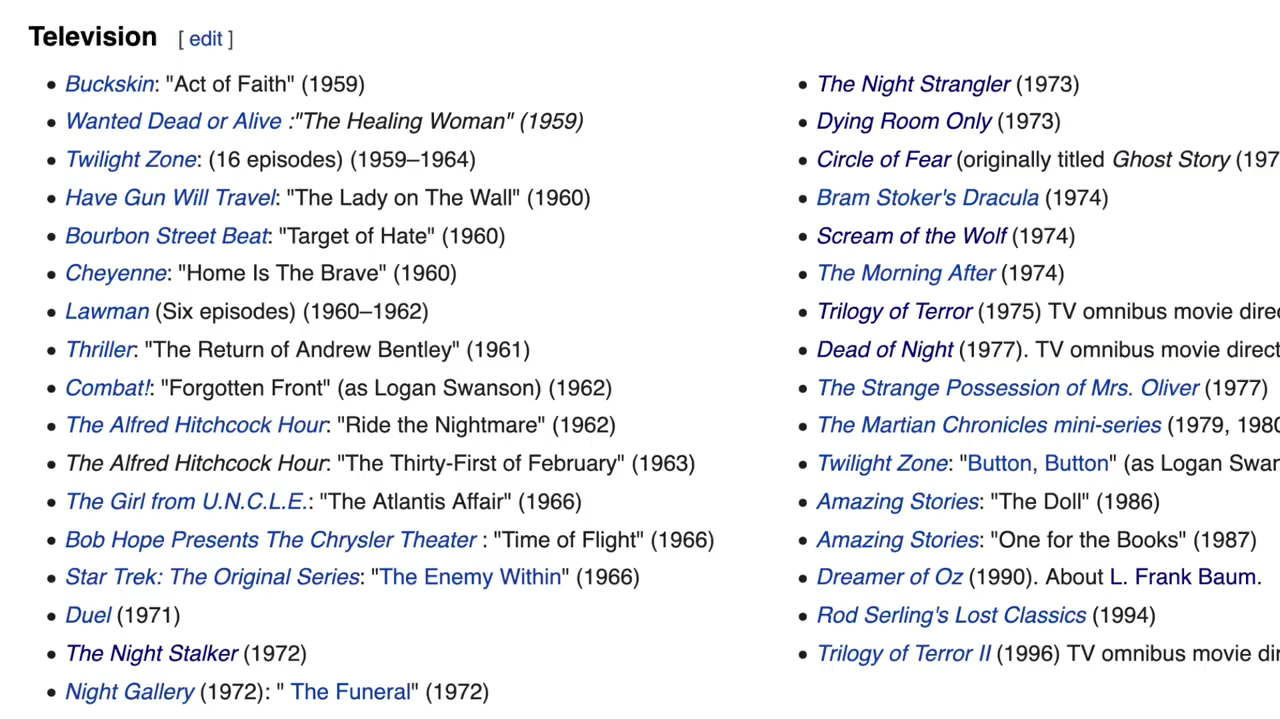 Television [ edit ]
• Buckskin: "Act of Faith" (1959)
• Wanted Dead or Alive :"The Healing Woman" (1959)
• Twilight Zone: (16 episodes) (1959–1964)
• Have Gun Will Travel: "The Lady on The Wall" (1960)
• Bourbon Street Beat: "Target of Hate" (1960)
• Cheyenne: "Home Is The Brave" (1960)
• Lawman (Six episodes) (1960–1962)
• Thriller: "The Return of Andrew Bentley" (1961)
• Combat!: "Forgotten Front" (as Logan Swanson) (1962)
• The Alfred Hitchcock Hour: "Ride the Nightmare" (1962)
• The Alfred Hitchcock Hour: "The Thirty-First of February" (1963)
• The Girl from U.N.C.L.E.: "The Atlantis Affair" (1966)
• Bob Hope Presents The Chrysler Theater : "Time of Flight" (1966)
• Star Trek: The Original Series: "The Enemy Within" (1966)
• Duel (1971)
• The Night Stalker (1972)
• Night Gallery (1972): " The Funeral" (1972)
• The Night Strangler (1973)
• Dying Room Only (1973)
• Circle of Fear (originally titled Ghost Story (197
• Bram Stoker's Dracula (1974)
• Scream of the Wolf (1974)
• The Morning After (1974)
• Trilogy of Terror (1975) TV omnibus movie direc
• Dead of Night (1977). TV omnibus movie direct
• The Strange Possession of Mrs. Oliver (1977)
• The Martian Chronicles mini-series (1979, 1980
• Twilight Zone: "Button, Button" (as Logan Swan
• Amazing Stories: "The Doll" (1986)
• Amazing Stories: "One for the Books" (1987)
• Dreamer of Oz (1990). About L. Frank Baum.
• Rod Serling's Lost Classics (1994)
• Trilogy of Terror II (1996) TV omnibus movie dir